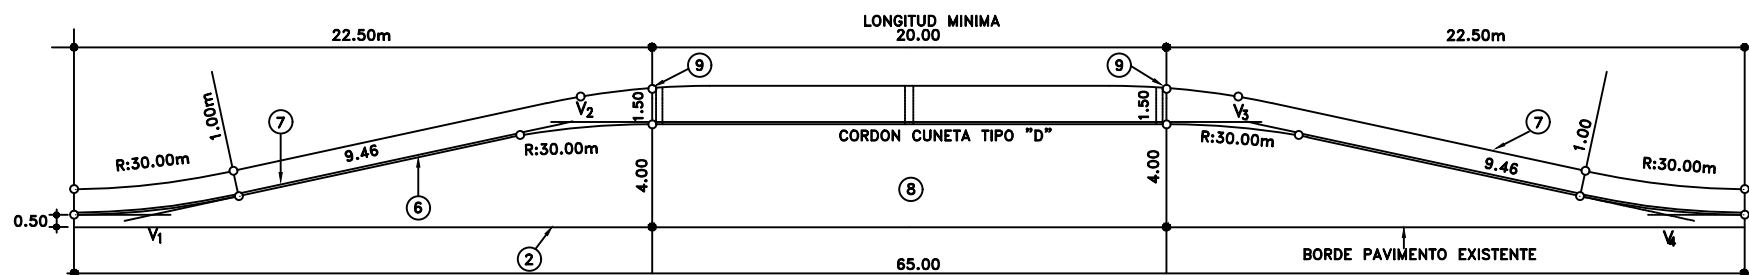 LONGITUD MINIMA
22.50m
20.00
22.50m
9
9
1.00m
7
V2
1.50
1.50
V3
7
1.00
R:30.00m
9.46
R:30.00m
CORDON CUNETA TIPO "D"
R:30.00m
9.46
R:30.00m
4.00
4.00
6
8
0.50
V1
V4
2
BORDE PAVIMENTO EXISTENTE
65.00